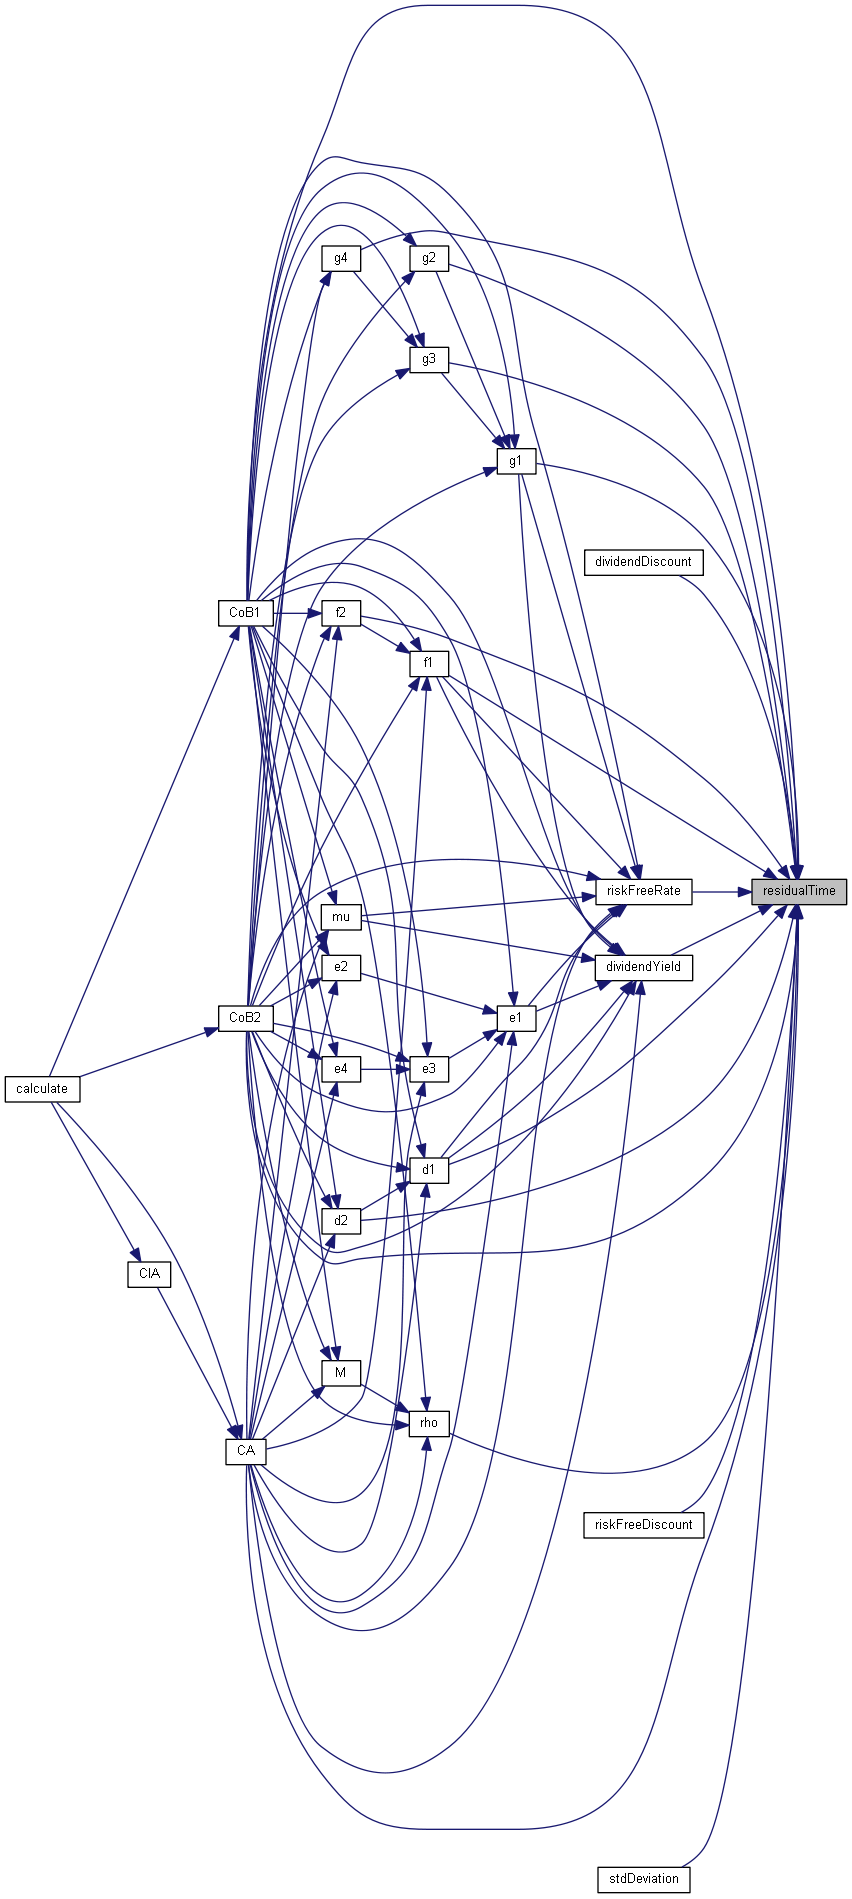 g4
g2
g3
g1
dividendDiscount
CoB1
f2
f1
riskFreeRate
residualTime
mu
dividendYield
e2
CoB2
e1
e4
e3
calculate
d1
d2
CIA
M
rho
CA
riskFreeDiscount
stdDeviation